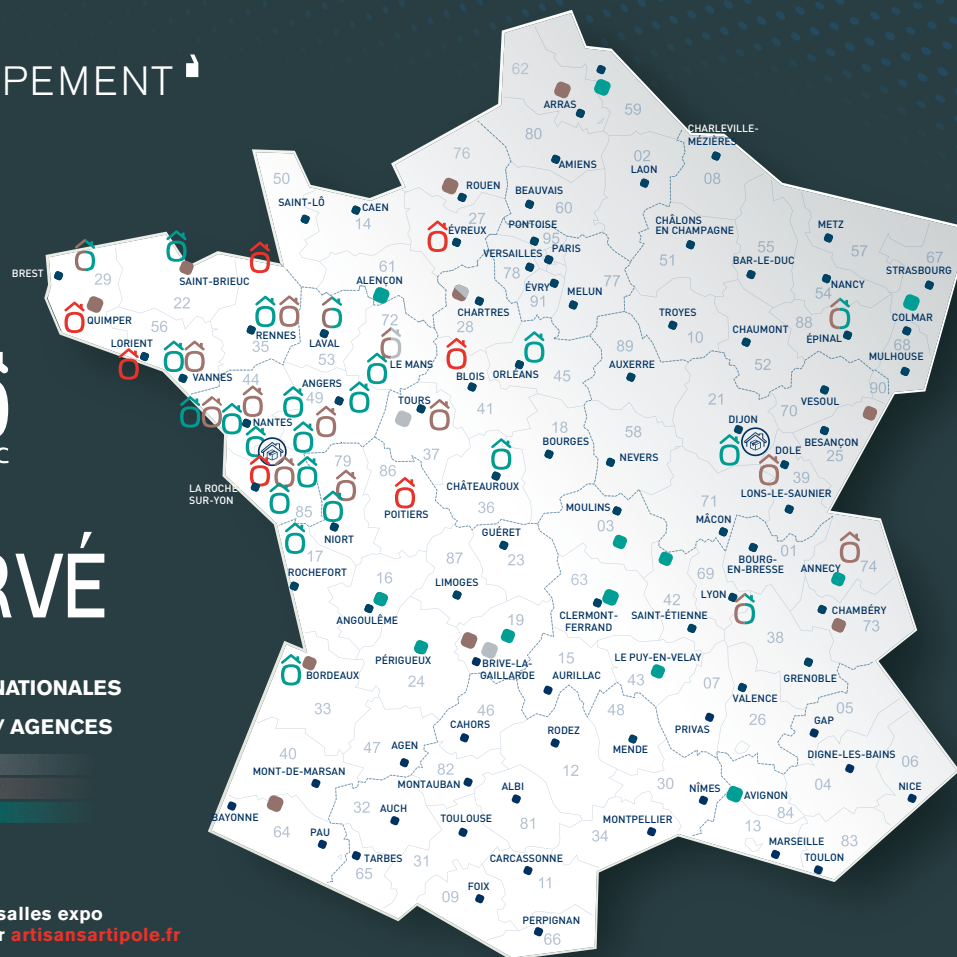 PEMENT
C
RVÉ
NATIONALES
/ AGENCES
salles expo
r artisansartipole.fr
62
ARRAS
59
80
CHARLEVILLE-
MÉZIÈRES
AMIENS
02
LAON
08
76
ROUEN
BEAUVAIS
60
50
SAINT-LÔ
CAEN
14
27
ÉVREUX
PONTOISE
95
VERSAILLES
PARIS
78
ÉVRY
91
MELUN
77
CHÂLONS
EN CHAMPAGNE
51
55
BAR-LE-DUC
METZ
57
67
STRASBOURG
NANCY
54
BREST
29
SAINT-BRIEUC
22
61
ALENÇON
CHARTRES
28
TROYES
10
CHAUMONT
52
88
ÉPINAL
COLMAR
68
MULHOUSE
90
QUIMPER
56
LORIENT
VANNES
RENNES
35
LAVAL
53
72
LE MANS
BLOIS
ORLÉANS
45
89
AUXERRE
21
70
VESOUL
44
ANGERS
49
NANTES
TOURS
41
DIJON
BESANÇON
25
DOLE
39
LONS-LE-SAUNIER
18
BOURGES
58
NEVERS
37
LA ROCHE
SUR-YON
85
79
86
POITIERS
NIORT
CHÂTEAUROUX
36
MOULINS
03
71
MÂCON
17
ROCHEFORT
GUÉRET
23
87
LIMOGES
16
ANGOULÊME
63
CLERMONT-
FERRAND
42
SAINT-ÉTIENNE
69
LYON
01
BOURG-
EN-BRESSE
ANNECY
74
CHAMBÉRY
73
38
GRENOBLE
BORDEAUX
33
PÉRIGUEUX
24
19
BRIVE-LA-
GAILLARDE
15
AURILLAC
LE PUY-EN-VELAY
43
07
PRIVAS
VALENCE
26
05
GAP
40
MONT-DE-MARSAN
47
AGEN
46
CAHORS
RODEZ
12
48
MENDE
DIGNE-LES-BAINS
04
06
NICE
82
MONTAUBAN
ALBI
81
30
NÎMES
AVIGNON
84
BAYONNE
64
PAU
32
AUCH
TOULOUSE
31
34
MONTPELLIER
13
MARSEILLE
83
TOULON
TARBES
65
09
FOIX
CARCASSONNE
11
PERPIGNAN
66